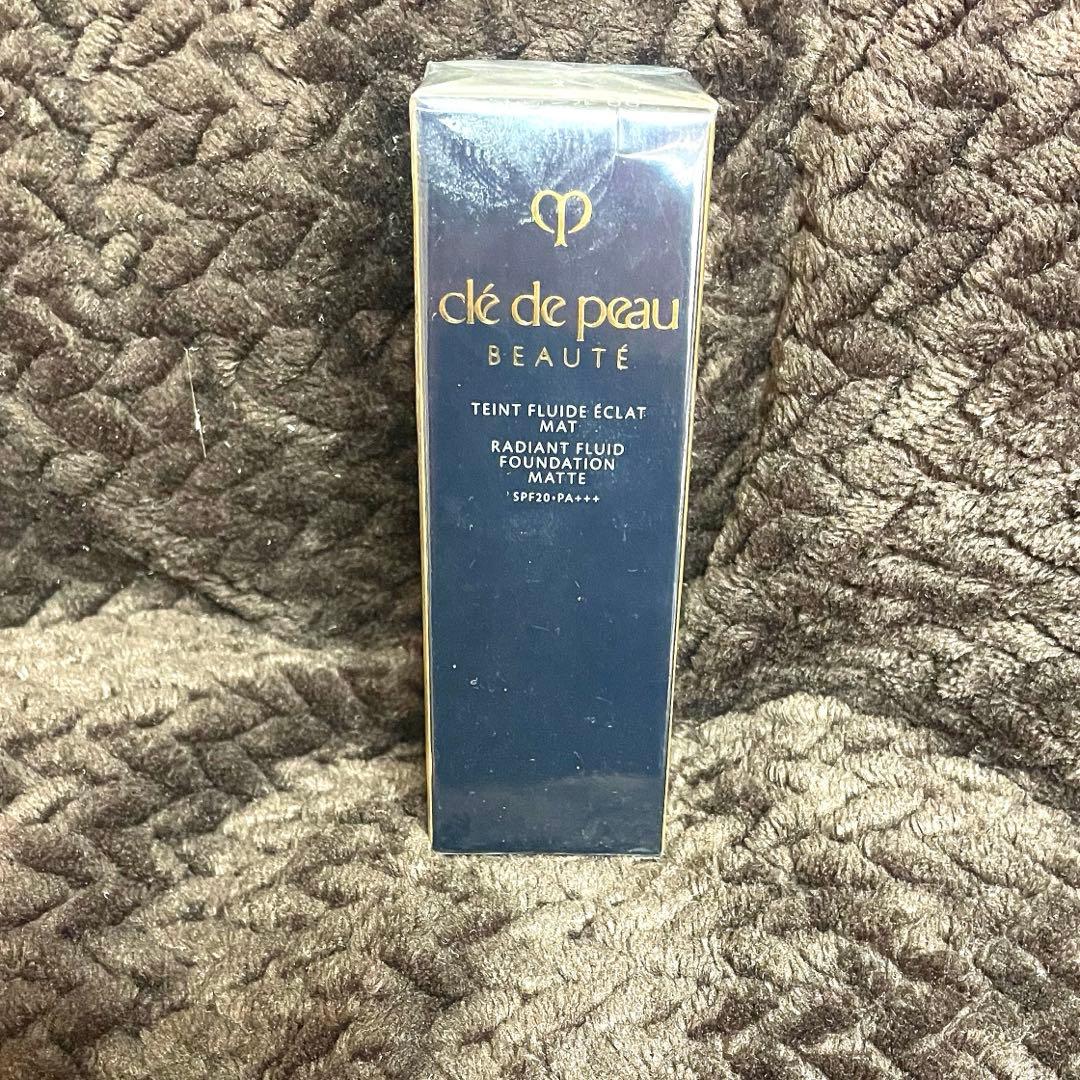 clé de peau
BEAUTÉ
TEINT FLUIDE ÉCLAT
MAT
RADIANT FLUID
FOUNDATION
MATTE
SPF20•PA+++